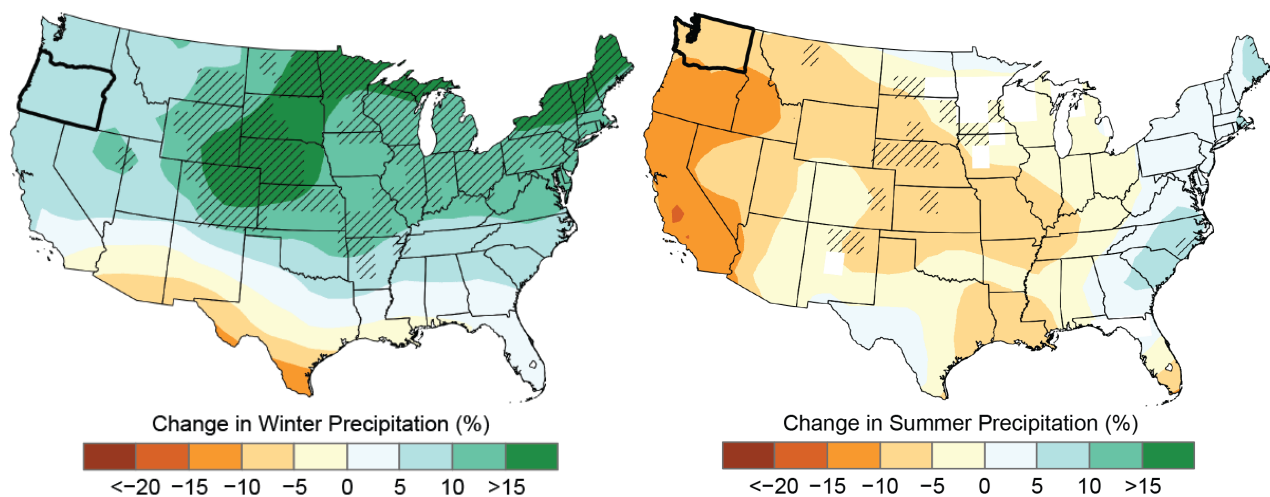 Change in Winter Precipitation (%)
<−20 −15 −10 −5 0 5 10 >15
Change in Summer Precipitation (%)
<−20 −15 −10 −5 0 5 10 >15